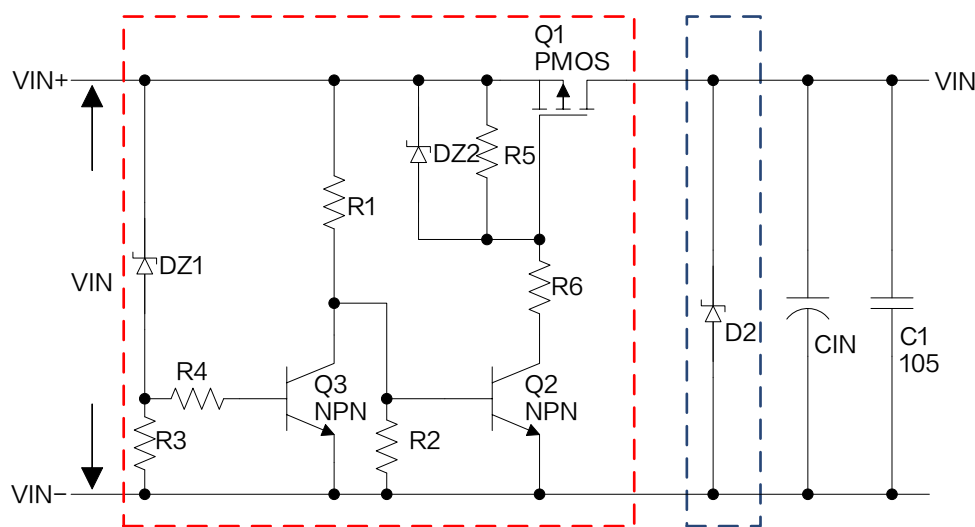 Q1
PMOS
VIN+
VIN
DZ2
R5
R1
DZ1
VIN
R6
D2
CIN
C1
105
R4
Q3
NPN
Q2
NPN
R3
R2
VIN−